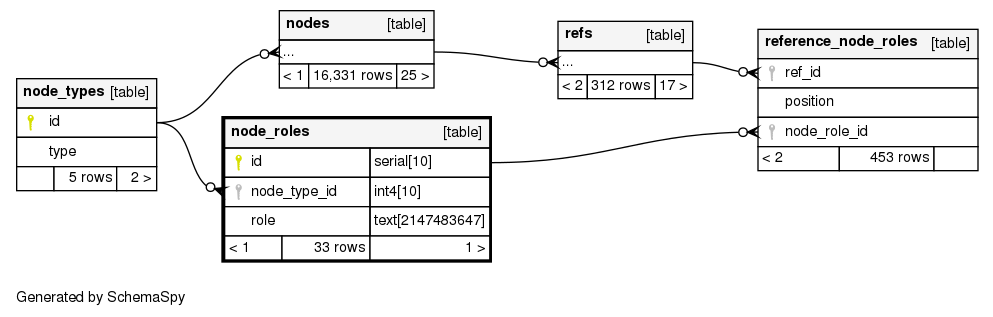 nodes [table]
...
< 1 16,331 rows 25 >
refs [table]
...
< 2 312 rows 17 >
reference_node_roles [table]
ref_id
position
node_role_id
< 2 453 rows
node_types [table]
id
type
5 rows 2 >
node_roles [table]
id serial[10]
node_type_id int4[10]
role text[2147483647]
< 1 33 rows 1 >
Generated by SchemaSpy